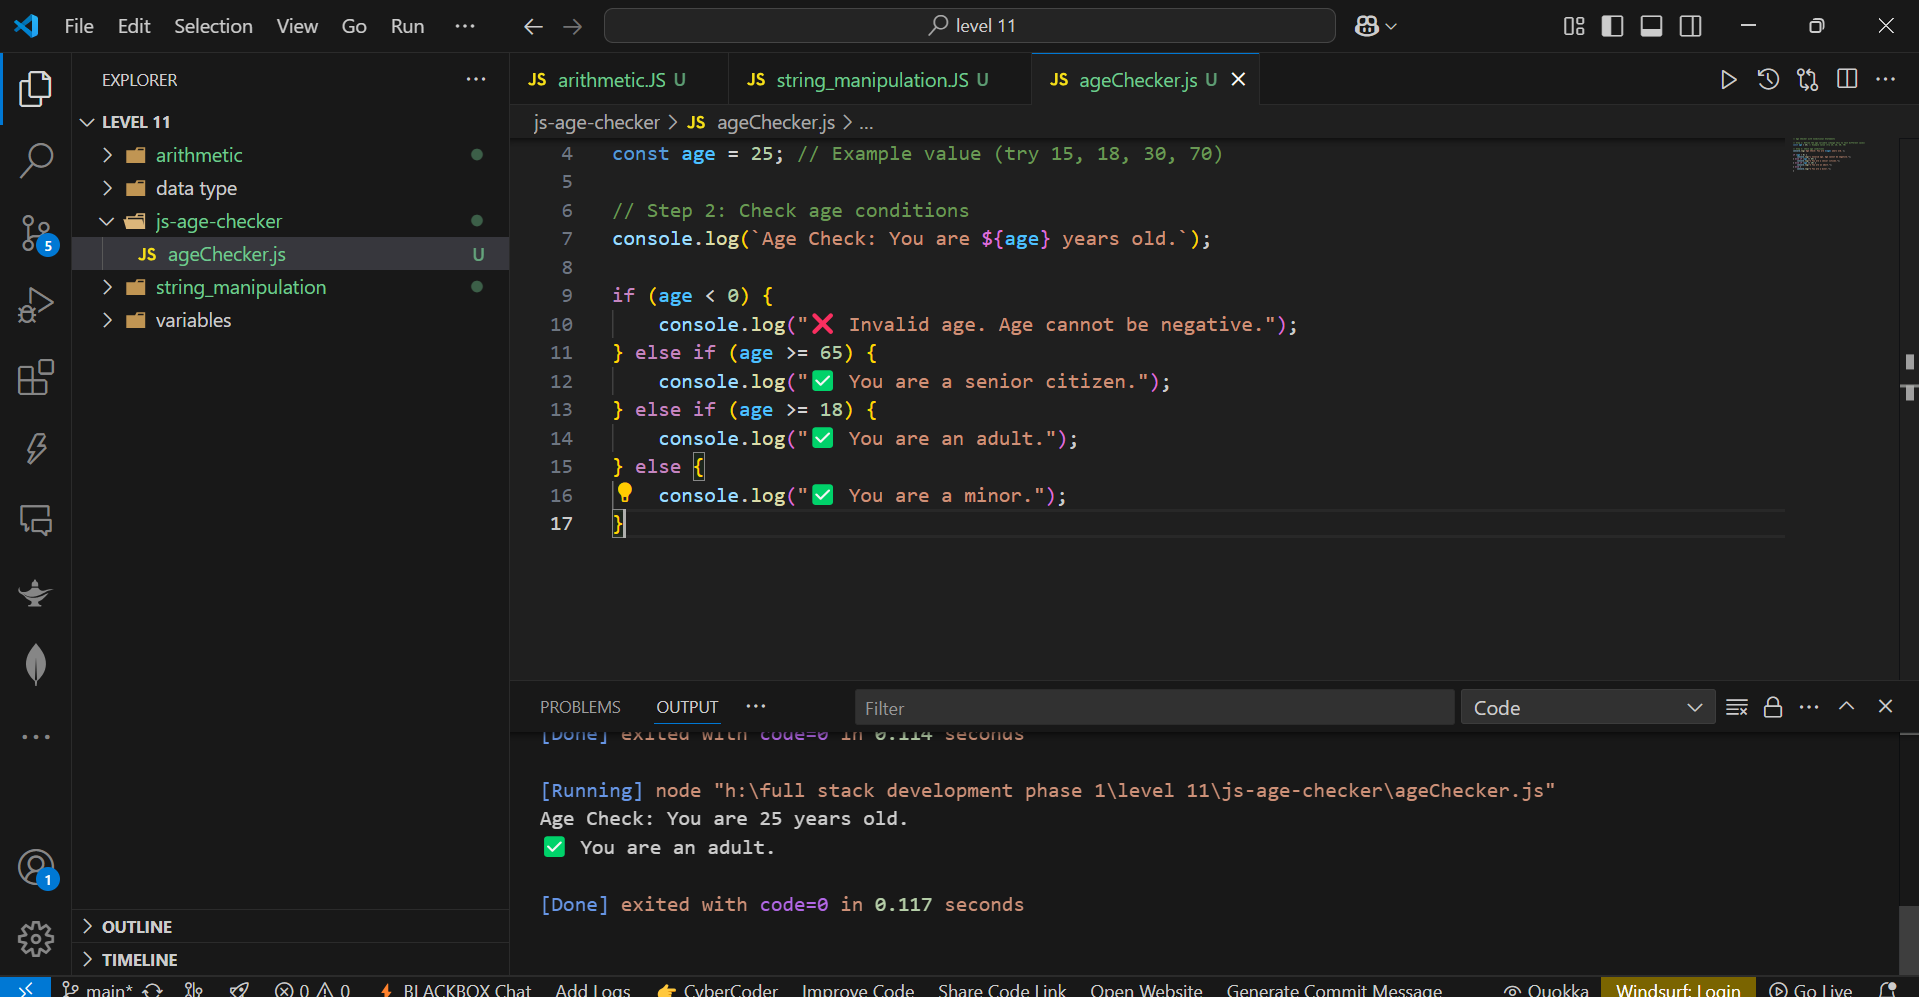 File Edit Selection View Go Run ···
level 11
EXPLORER ···
LEVEL 11
arithmetic
data type
js-age-checker
JS ageChecker.js U
string_manipulation
variables
OUTLINE
TIMELINE
5
1
JS arithmetic.JS U
JS string_manipulation.JS U
JS ageChecker.js U
js-age-checker > JS ageChecker.js > ...
4 const age = 25; // Example value (try 15, 18, 30, 70)
5
6 // Step 2: Check age conditions
7 console.log(`Age Check: You are ${age} years old.`);
8
9 if (age < 0) {
10 console.log("❌ Invalid age. Age cannot be negative.");
11 } else if (age >= 65) {
12 console.log("✅ You are a senior citizen.");
13 } else if (age >= 18) {
14 console.log("✅ You are an adult.");
15 } else {
16 console.log("✅ You are a minor.");
17 }
PROBLEMS OUTPUT ··· Filter Code
[Done] exited with code=0 in 0.114 seconds
[Running] node "h:\full stack development phase 1\level 11\js-age-checker\ageChecker.js"
Age Check: You are 25 years old.
✅ You are an adult.
[Done] exited with code=0 in 0.117 seconds
main* 0 0 BLACKBOX Chat Add Logs 👉 CyberCoder Improve Code Share Code Link Open Website Generate Commit Message Quokka Windsurf: Login Go Live